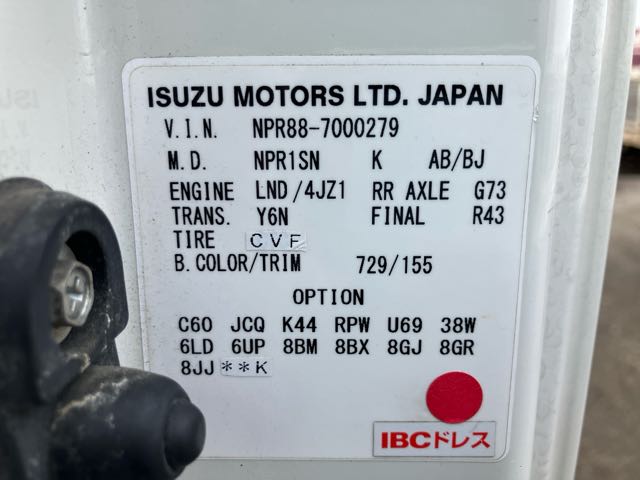 ISUZU MOTORS LTD. JAPAN
V.I.N. NPR88-7000279
M.D. NPR1SN K AB/BJ
ENGINE LND/4JZ1 RR AXLE G73
TRANS. Y6N FINAL R43
TIRE CVF
B.COLOR/TRIM 729/155
OPTION
C60 JCQ K44 RPW U69 38W
6LD 6UP 8BM 8BX 8GJ 8GR
8JJ**K
IBCドレス